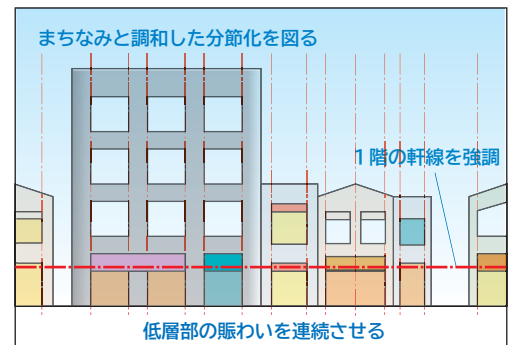 まちなみと調和した分節化を図る
1階の軒線を強調
低層部の賑わいを連続させる